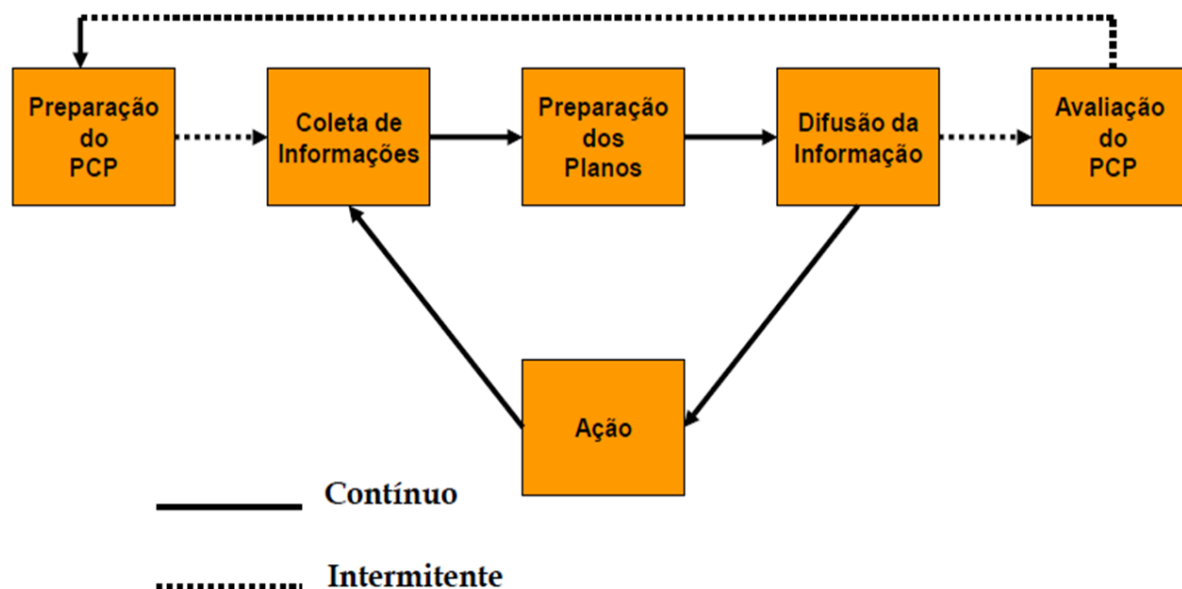 Preparação
do
PCP
Coleta de
Informações
Preparação
dos
Planos
Difusão da
Informação
Avaliação
do
PCP
Ação
Contínuo
Intermitente